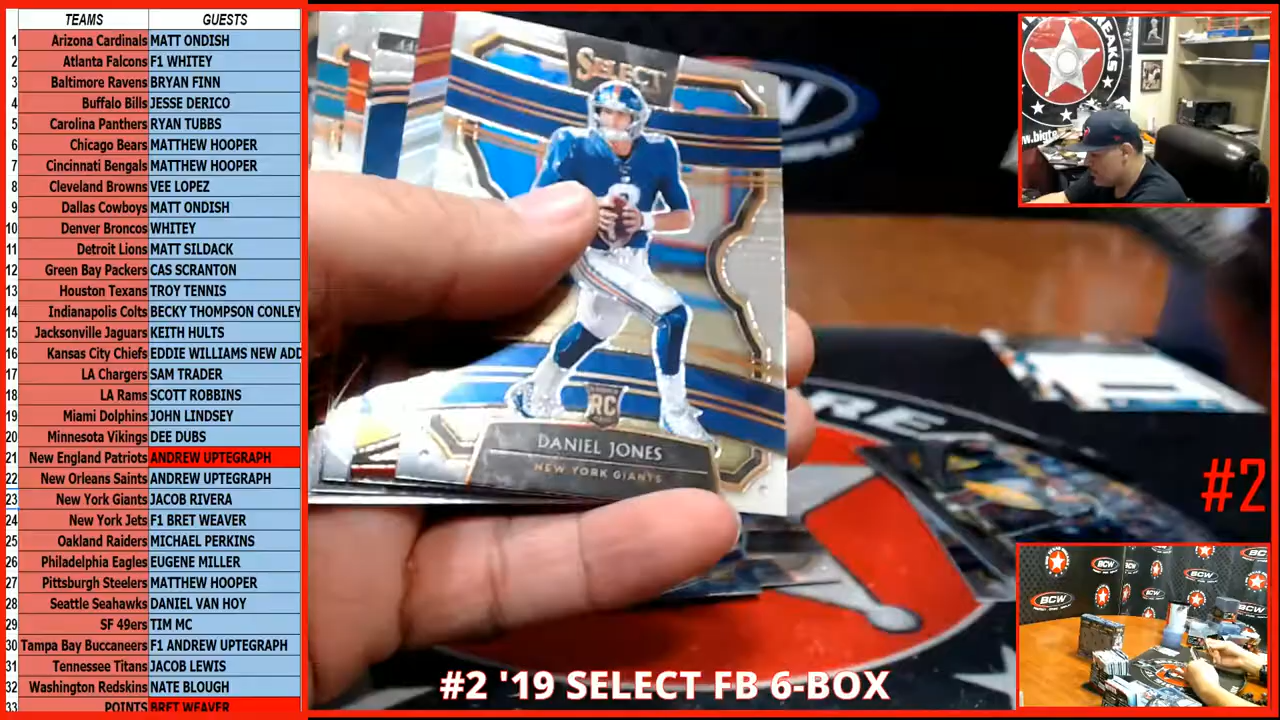 TEAMS GUESTS
1 Arizona Cardinals MATT ONDISH
2 Atlanta Falcons F1 WHITEY
3 Baltimore Ravens BRYAN FINN
4 Buffalo Bills JESSE DERICO
5 Carolina Panthers RYAN TUBBS
6 Chicago Bears MATTHEW HOOPER
7 Cincinnati Bengals MATTHEW HOOPER
8 Cleveland Browns VEE LOPEZ
9 Dallas Cowboys MATT ONDISH
10 Denver Broncos WHITEY
11 Detroit Lions MATT SILDACK
12 Green Bay Packers CAS SCRANTON
13 Houston Texans TROY TENNIS
14 Indianapolis Colts BECKY THOMPSON CONLEY
15 Jacksonville Jaguars KEITH HULTS
16 Kansas City Chiefs EDDIE WILLIAMS NEW ADD
17 LA Chargers SAM TRADER
18 LA Rams SCOTT ROBBINS
19 Miami Dolphins JOHN LINDSEY
20 Minnesota Vikings DEE DUBS
21 New England Patriots ANDREW UPTEGRAPH
22 New Orleans Saints ANDREW UPTEGRAPH
23 New York Giants JACOB RIVERA
24 New York Jets F1 BRET WEAVER
25 Oakland Raiders MICHAEL PERKINS
26 Philadelphia Eagles EUGENE MILLER
27 Pittsburgh Steelers MATTHEW HOOPER
28 Seattle Seahawks DANIEL VAN HOY
29 SF 49ers TIM MC
30 Tampa Bay Buccaneers F1 ANDREW UPTEGRAPH
31 Tennessee Titans JACOB LEWIS
32 Washington Redskins NATE BLOUGH
33 POINTS BRET WEAVER
SELECT
RC
DANIEL JONES
NEW YORK GIANTS
BCW
REA
EAKS
w.bigte
#2
BCW
BCW
BCW
#2 '19 SELECT FB 6-BOX